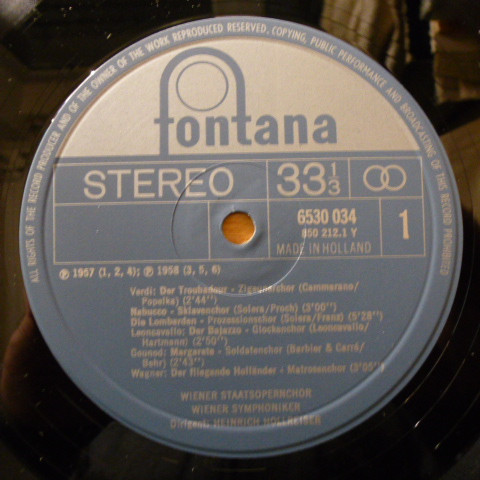 ALL RIGHTS OF THE RECORD PRODUCER AND OF THE OWNER OF THE WORK REPRODUCED RESERVED. COPYING, PUBLIC PERFORMANCE AND BROADCASTING OF THIS RECORD PROHIBITED
fontana
STEREO 33⅓
6530 034
850 212.1 Y
1
MADE IN HOLLAND
Ⓟ 1957 (1, 2, 4); Ⓟ 1958 (3, 5, 6)
Verdi: Der Troubadour - Zigeunerchor (Cammarano/
Popelka) (2'44")
Nabucco - Sklavenchor (Solera/Proch) (3'00")
Die Lombarden - Prozessionschor (Solera/Franz) (5'28")
Leoncavallo: Der Bajazzo - Glockenchor (Leoncavallo/
Hartmann) (2'50")
Gounod: Margarete - Soldatenchor (Barbier & Carré/
Behr) (2'43")
Wagner: Der fliegende Holländer - Matrosenchor (3'05")
WIENER STAATSOPERNCHOR
WIENER SYMPHONIKER
Dirigent: HEINRICH HOLLREISER